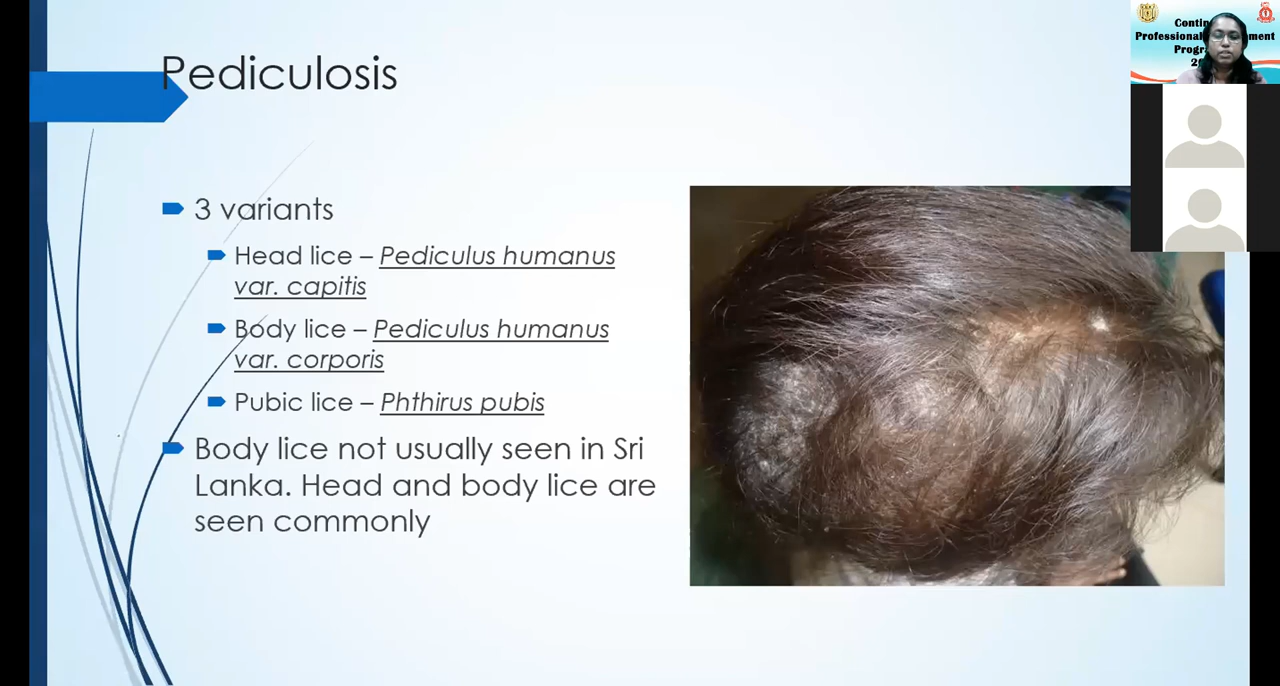 Pediculosis
3 variants
Head lice – Pediculus humanus
var. capitis
Body lice – Pediculus humanus
var. corporis
Pubic lice – Phthirus pubis
Body lice not usually seen in Sri
Lanka. Head and body lice are
seen commonly